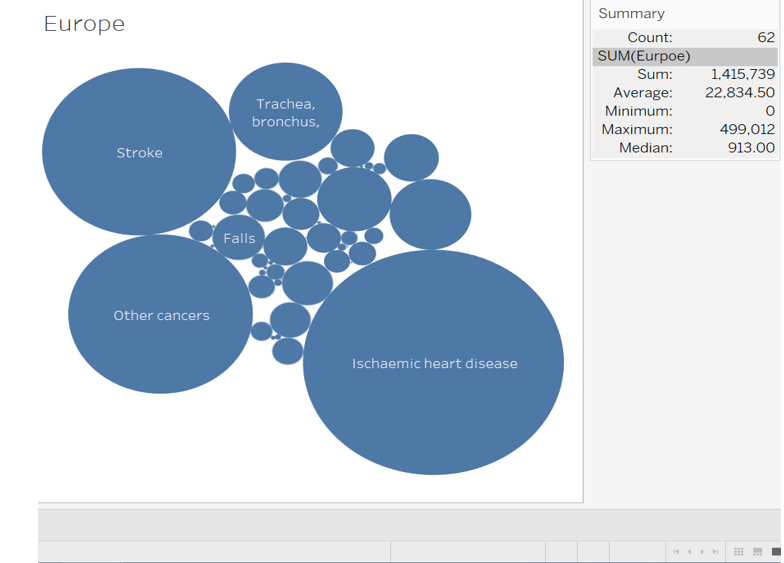 Europe
Stroke
Trachea,
bronchus,
Falls
Other cancers
Ischaemic heart disease
Summary
Count: 62
SUM(Eurpoe)
Sum: 1,415,739
Average: 22,834.50
Minimum: 0
Maximum: 499,012
Median: 913.00